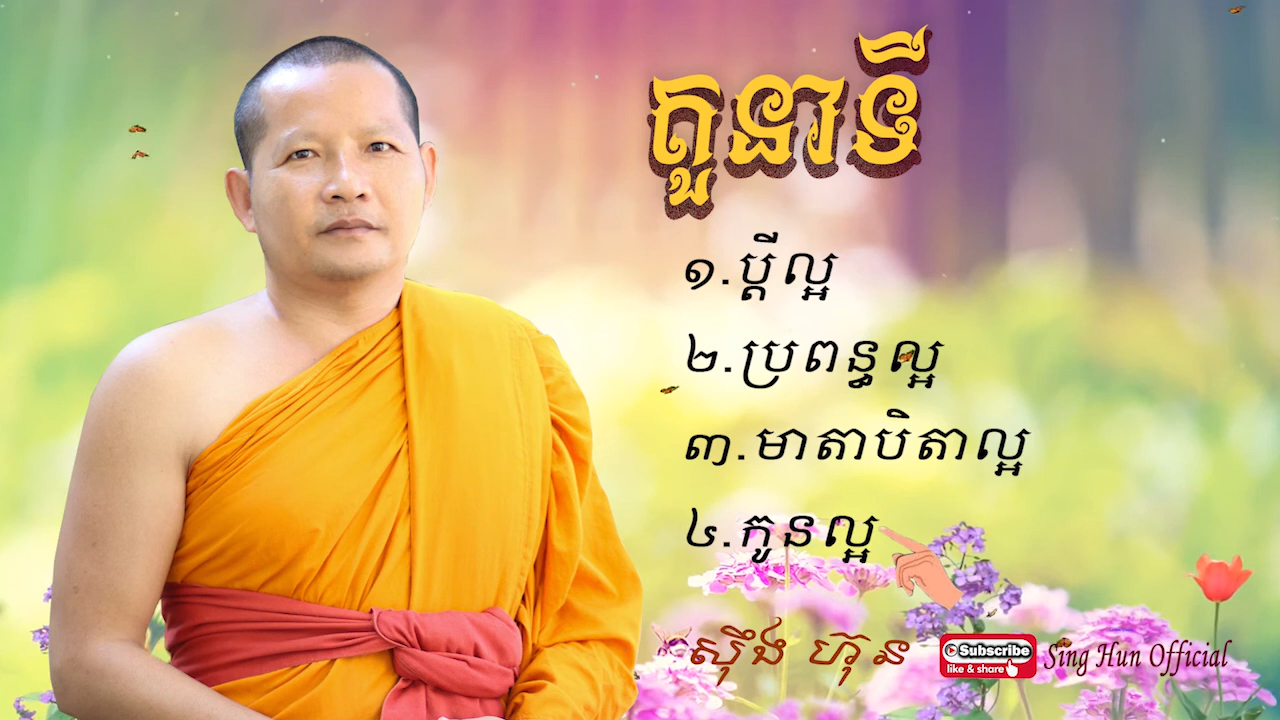 តួនាទី
១.ប្តីល្អ
២.ប្រពន្ធល្អ
៣.មាតាបិតាល្អ
៤.កូនល្អ
ស៊ឹង ហ៊ុន
Subscribe
like & share
Sing Hun Official